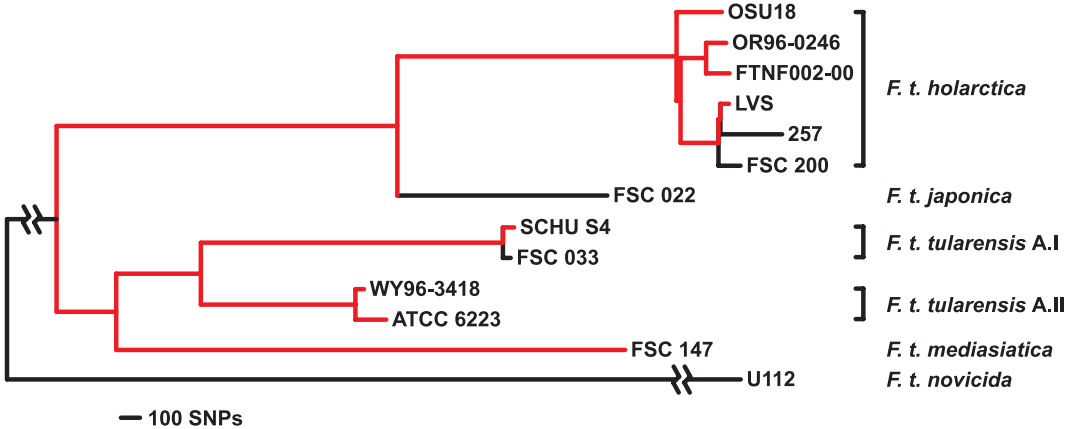 OSU18
OR96-0246
FTNF002-00
LVS
F. t. holarctica
257
FSC 200
FSC 022 F. t. japonica
SCHU S4
F. t. tularensis A.I
FSC 033
WY96-3418
F. t. tularensis A.II
ATCC 6223
FSC 147 F. t. mediasiatica
U112 F. t. novicida
100 SNPs